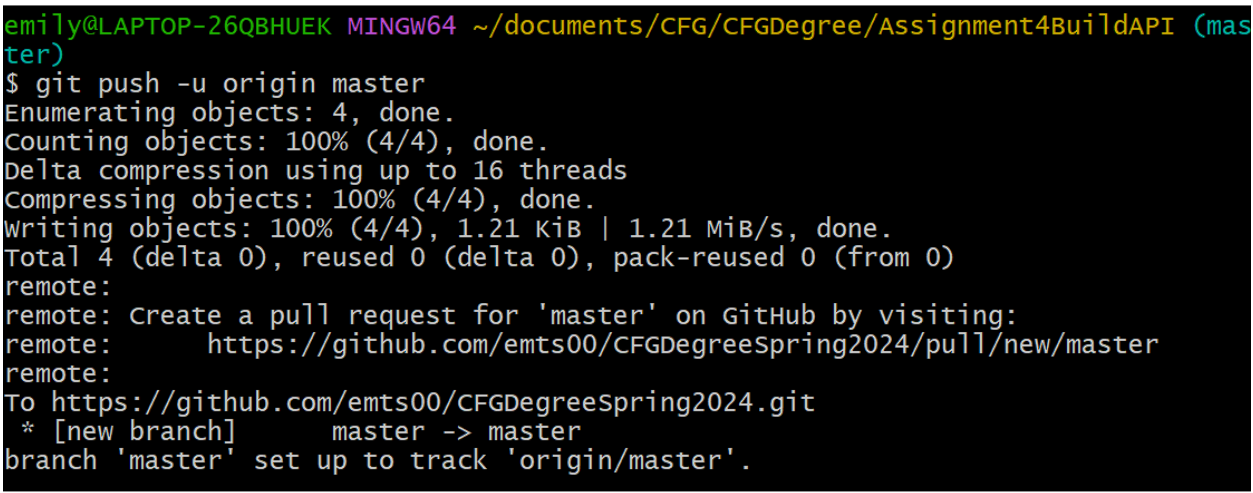 emily@LAPTOP-26QBHUEK MINGW64 ~/documents/CFG/CFGDegree/Assignment4BuildAPI (mas
ter)
$ git push -u origin master
Enumerating objects: 4, done.
Counting objects: 100% (4/4), done.
Delta compression using up to 16 threads
Compressing objects: 100% (4/4), done.
Writing objects: 100% (4/4), 1.21 KiB | 1.21 MiB/s, done.
Total 4 (delta 0), reused 0 (delta 0), pack-reused 0 (from 0)
remote:
remote: Create a pull request for 'master' on GitHub by visiting:
remote:      https://github.com/emts00/CFGDegreeSpring2024/pull/new/master
remote:
To https://github.com/emts00/CFGDegreeSpring2024.git
 * [new branch]      master -> master
branch 'master' set up to track 'origin/master'.